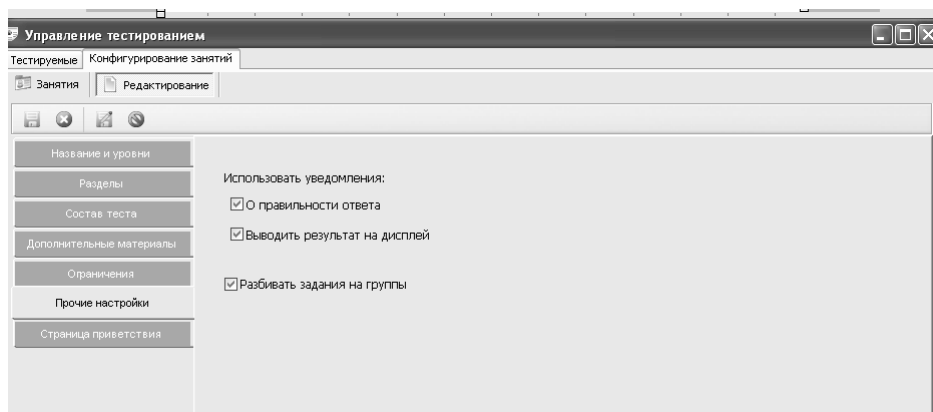 Управление тестированием
Тестируемые Конфигурирование занятий
Занятия Редактирование
Название и уровни
Разделы
Состав теста
Дополнительные материалы
Ограничения
Прочие настройки
Страница приветствия
Использовать уведомления:
О правильности ответа
Выводить результат на дисплей
Разбивать задания на группы